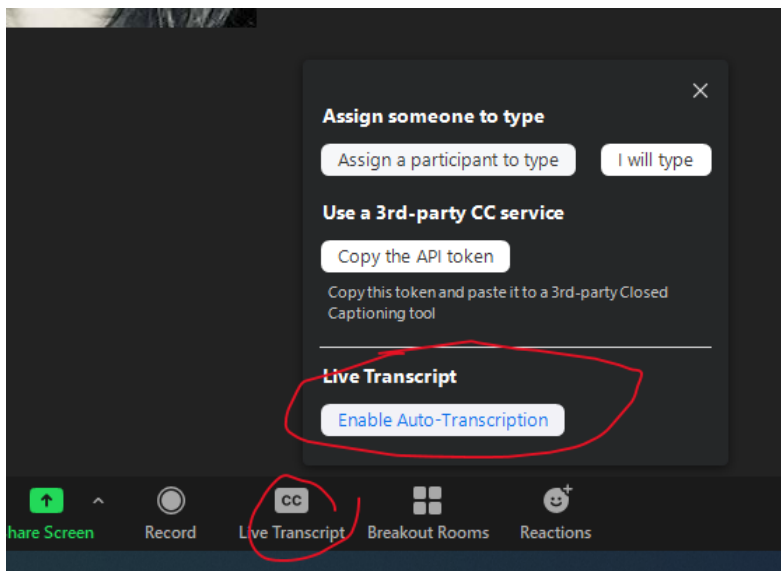 Assign someone to type
Assign a participant to type I will type
Use a 3rd-party CC service
Copy the API token
Copy this token and paste it to a 3rd-party Closed
Captioning tool
Live Transcript
Enable Auto-Transcription
CC
hare Screen Record Live Transcript Breakout Rooms Reactions